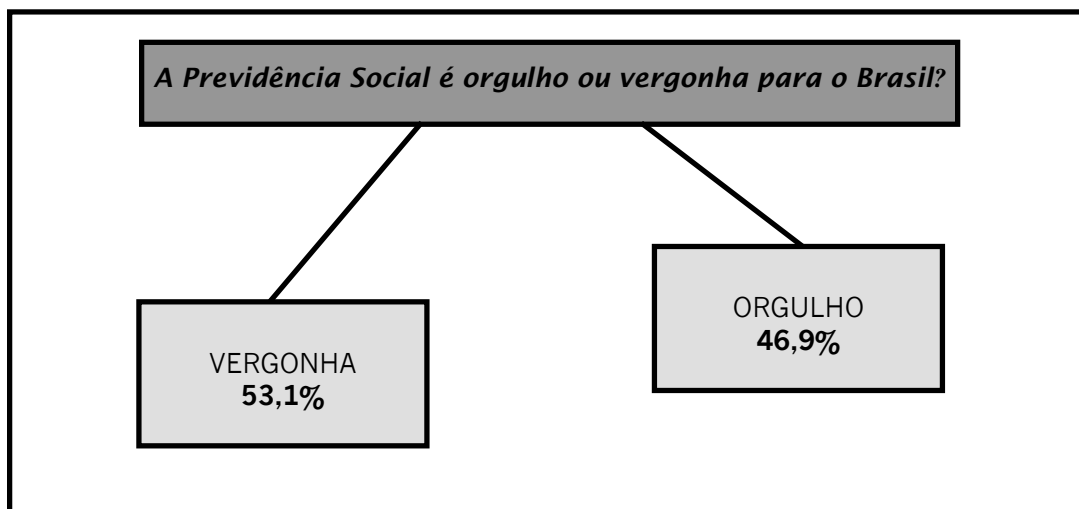 A Previdência Social é orgulho ou vergonha para o Brasil?
VERGONHA
53,1%
ORGULHO
46,9%